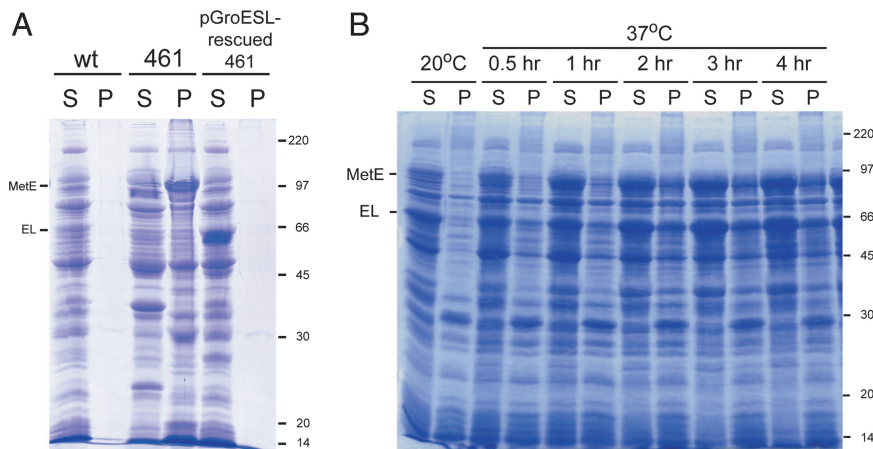 A
wt
461
pGroESL-
rescued
461
S P S P S P
220
MetE
97
EL
66
45
30
20
14
B
37°C
20°C 0.5 hr 1 hr 2 hr 3 hr 4 hr
S P S P S P S P S P S P
220
MetE
97
EL
66
45
30
20
14